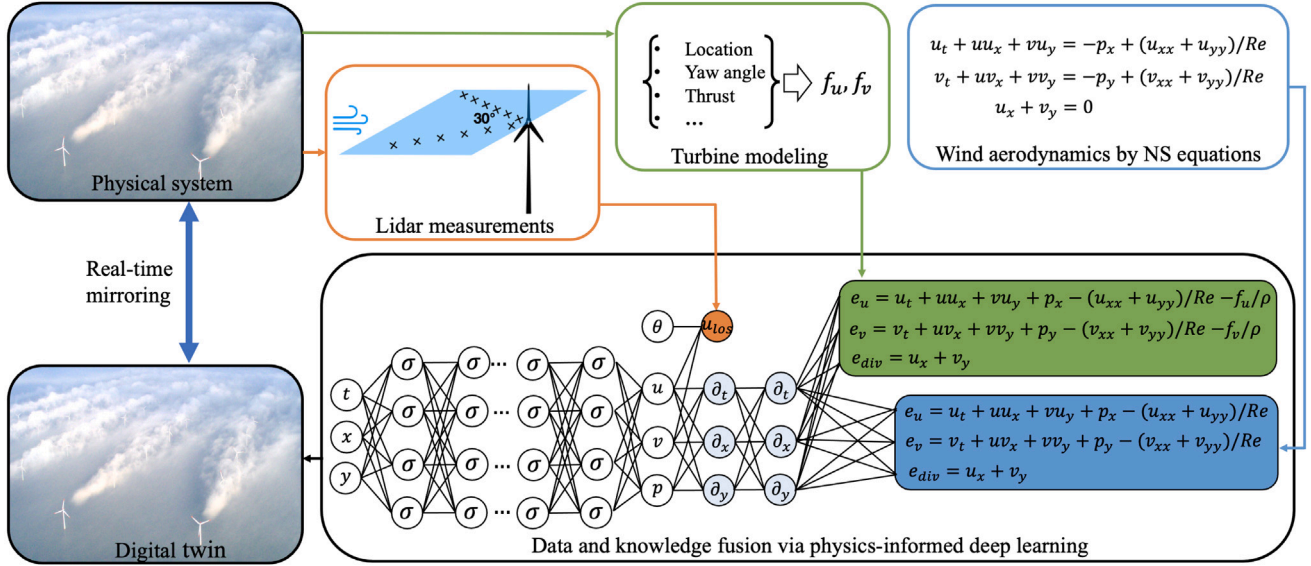 Physical system
Real-time
mirroring
Digital twin
30°
Lidar measurements
• Location
• Yaw angle
• Thrust
• ...
f_u, f_v
Turbine modeling
u_t + uu_x + vu_y = −p_x + (u_xx + u_yy)/Re
v_t + uv_x + vv_y = −p_y + (v_xx + v_yy)/Re
u_x + v_y = 0
Wind aerodynamics by NS equations
t
x
y
σ σ ... σ σ
σ σ ... σ σ
σ σ ... σ σ
σ σ ... σ σ
θ u_los
u ∂_t ∂_t
v ∂_x ∂_x
p ∂_y ∂_y
e_u = u_t + uu_x + vu_y + p_x − (u_xx + u_yy)/Re −f_u/ρ
e_v = v_t + uv_x + vv_y + p_y − (v_xx + v_yy)/Re −f_v/ρ
e_div = u_x + v_y
e_u = u_t + uu_x + vu_y + p_x − (u_xx + u_yy)/Re
e_v = v_t + uv_x + vv_y + p_y − (v_xx + v_yy)/Re
e_div = u_x + v_y
Data and knowledge fusion via physics-informed deep learning